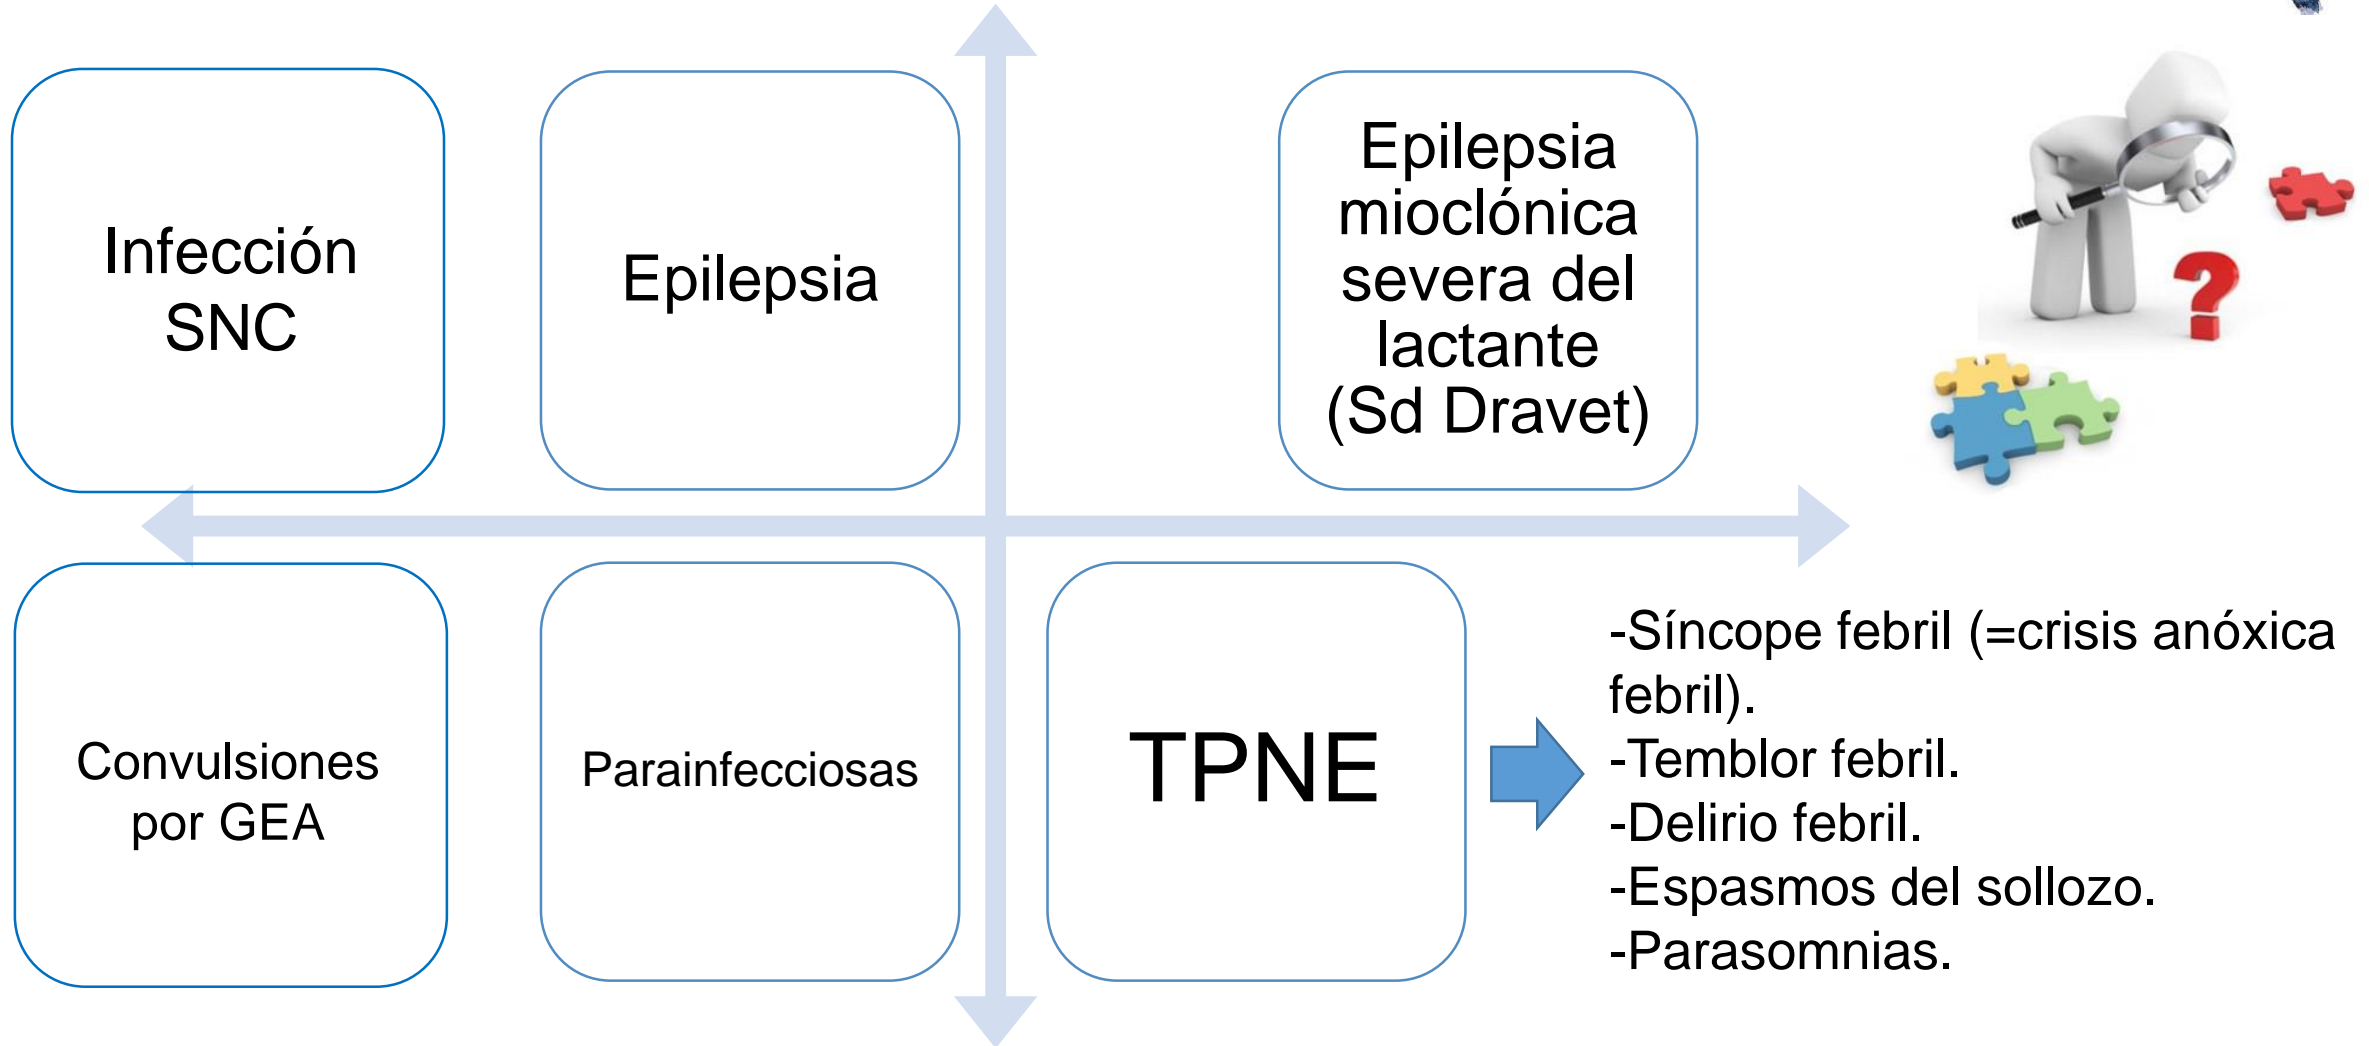 Infección
SNC
Epilepsia
Epilepsia
mioclónica
severa del
lactante
(Sd Dravet)
?
Convulsiones
por GEA
Parainfecciosas
TPNE
-Síncope febril (=crisis anóxica
febril).
-Temblor febril.
-Delirio febril.
-Espasmos del sollozo.
-Parasomnias.